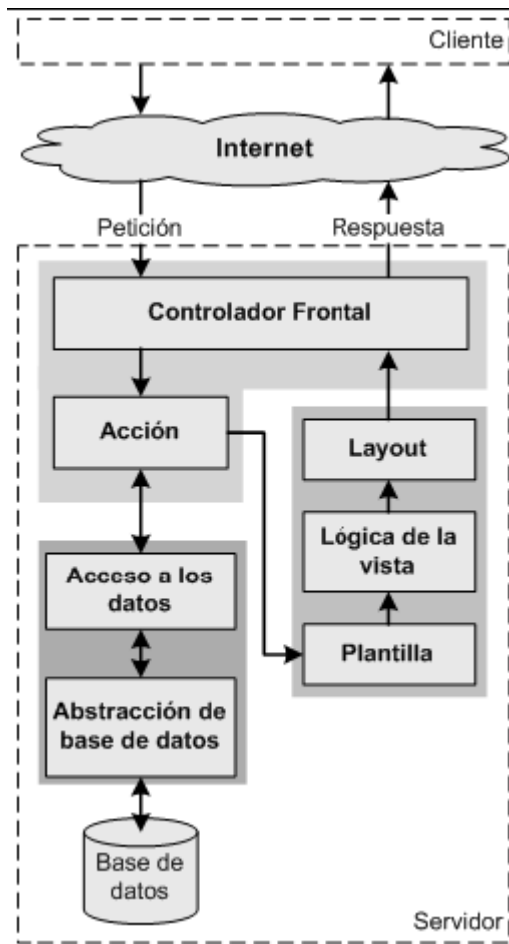 Cliente
Internet
Petición
Respuesta
Controlador Frontal
Acción
Layout
Lógica de la
vista
Plantilla
Acceso a los
datos
Abstracción de
base de datos
Base de
datos
Servidor